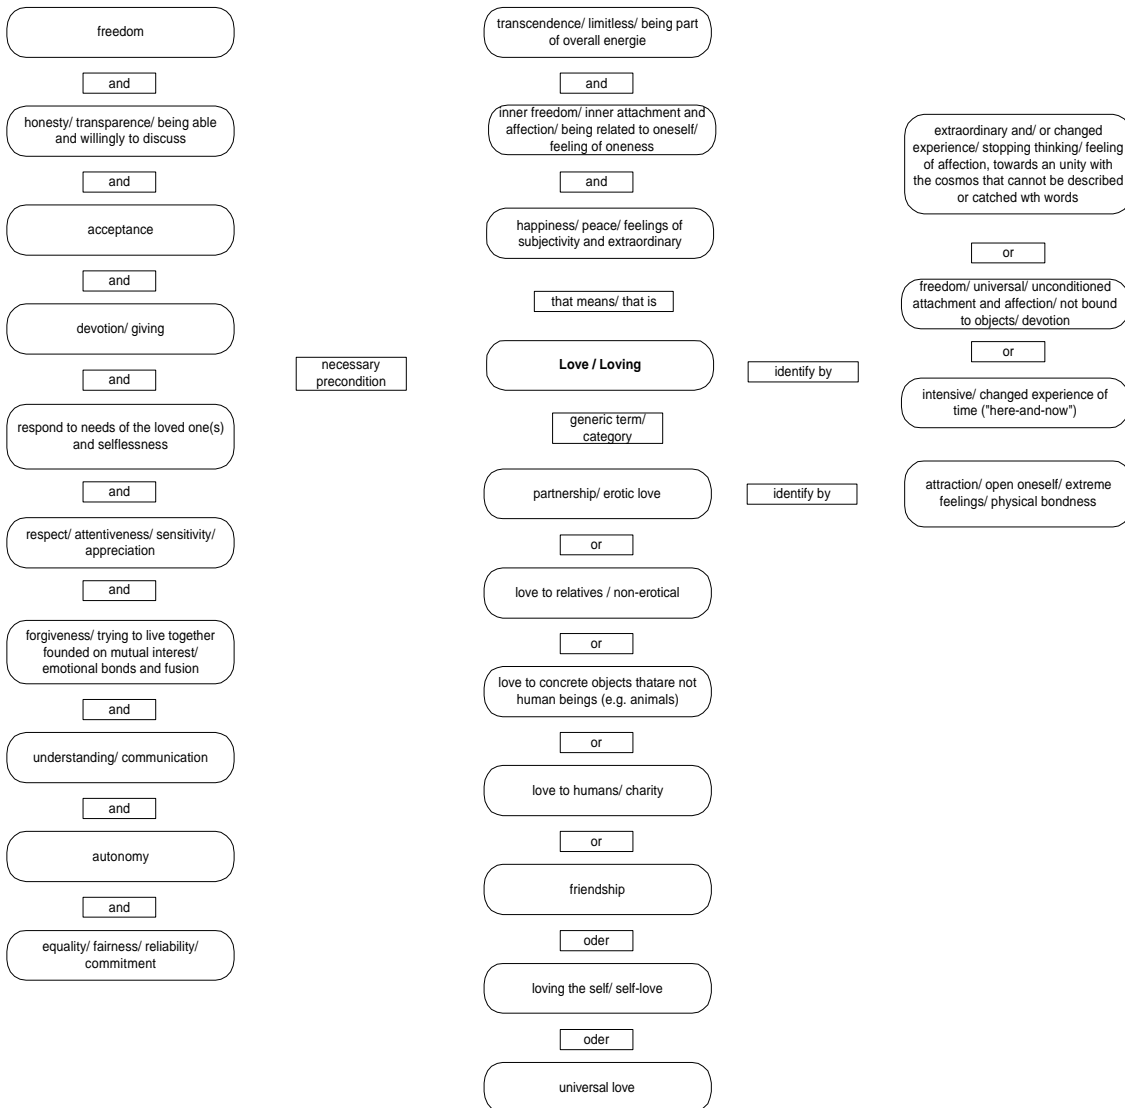 freedom
and
honesty/ transparence/ being able
and willingly to discuss
and
acceptance
and
devotion/ giving
and
respond to needs of the loved one(s)
and selflessness
and
respect/ attentiveness/ sensitivity/
appreciation
and
forgiveness/ trying to live together
founded on mutual interest/
emotional bonds and fusion
and
understanding/ communication
and
autonomy
and
equality/ fairness/ reliability/
commitment
necessary
precondition
transcendence/ limitless/ being part
of overall energie
and
inner freedom/ inner attachment and
affection/ being related to oneself/
feeling of oneness
and
happiness/ peace/ feelings of
subjectivity and extraordinary
that means/ that is
Love / Loving
generic term/
category
partnership/ erotic love
or
love to relatives / non-erotical
or
love to concrete objects thatare not
human beings (e.g. animals)
or
love to humans/ charity
or
friendship
oder
loving the self/ self-love
oder
universal love
identify by
identify by
extraordinary and/ or changed
experience/ stopping thinking/ feeling
of affection, towards an unity with
the cosmos that cannot be described
or catched wth words
or
freedom/ universal/ unconditioned
attachment and affection/ not bound
to objects/ devotion
or
intensive/ changed experience of
time ("here-and-now")
attraction/ open oneself/ extreme
feelings/ physical bondness